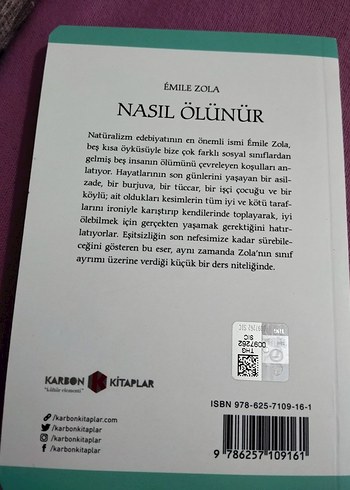 ÉMILE ZOLA
NASIL ÖLÜNÜR
Natüralizm edebiyatının en önemli ismi Émile Zola,
beş kısa öyküsüyle bize çok farklı sosyal sınıflardan
gelmiş beş insanın ölümünü çevreleyen koşulları an-
latıyor. Hayatlarının son günlerini yaşayan bir asil-
zade, bir burjuva, bir tüccar, bir işçi çocuğu ve bir
köylü; ait oldukları kesimlerin tüm iyi ve kötü taraf-
larını ironiyle karıştırıp kendilerinde toplayarak, iyi
ölebilmek için gerçekten yaşamak gerektiğini hatır-
latıyorlar. Eşitsizliğin son nefesimize kadar sürebile-
ceğini gösteren bu eser, aynı zamanda Zola'nın sınıf
ayrımı üzerine verdiği küçük bir ders niteliğinde.
THG
SIC
DC97262
KARBON KİTAPLAR
"kültür elementi"
/karbonkitaplar.com
/karbonkitaplar
/karbonkitaplar
/karbonkitaplar
ISBN 978-625-7109-16-1
9 786257 109161